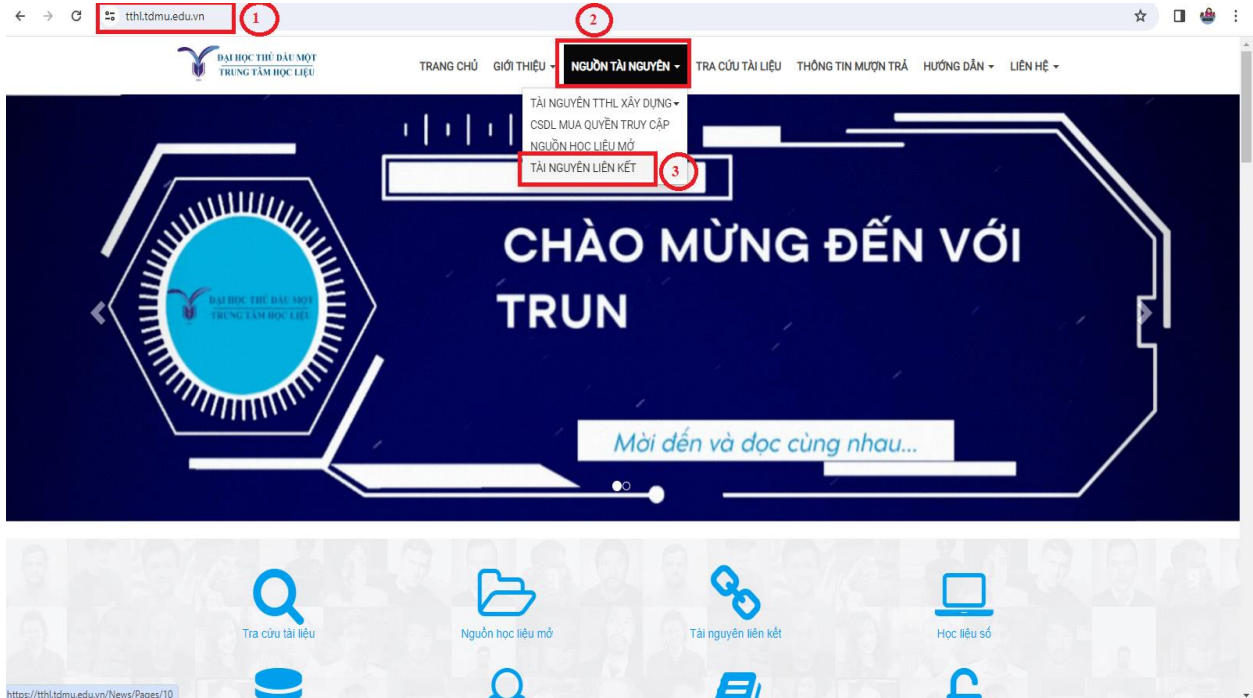 tthl.tdmu.edu.vn
1
2
ĐẠI HỌC THỦ DẦU MỘT
TRUNG TÂM HỌC LIỆU
TRANG CHỦ GIỚI THIỆU NGUỒN TÀI NGUYÊN TRA CỨU TÀI LIỆU THÔNG TIN MƯỢN TRẢ HƯỚNG DẪN LIÊN HỆ
TÀI NGUYÊN TTHL XÂY DỰNG
CSDL MUA QUYỀN TRUY CẬP
NGUỒN HỌC LIỆU MỞ
TÀI NGUYÊN LIÊN KẾT
3
CHÀO MỪNG ĐẾN VỚI
TRUN
ĐẠI HỌC THỦ DẦU MỘT
TRUNG TÂM HỌC LIỆU
Mời đến và đọc cùng nhau...
Tra cứu tài liệu Nguồn học liệu mở Tài nguyên liên kết Học liệu số
https://tthl.tdmu.edu.vn/News/Pages/10